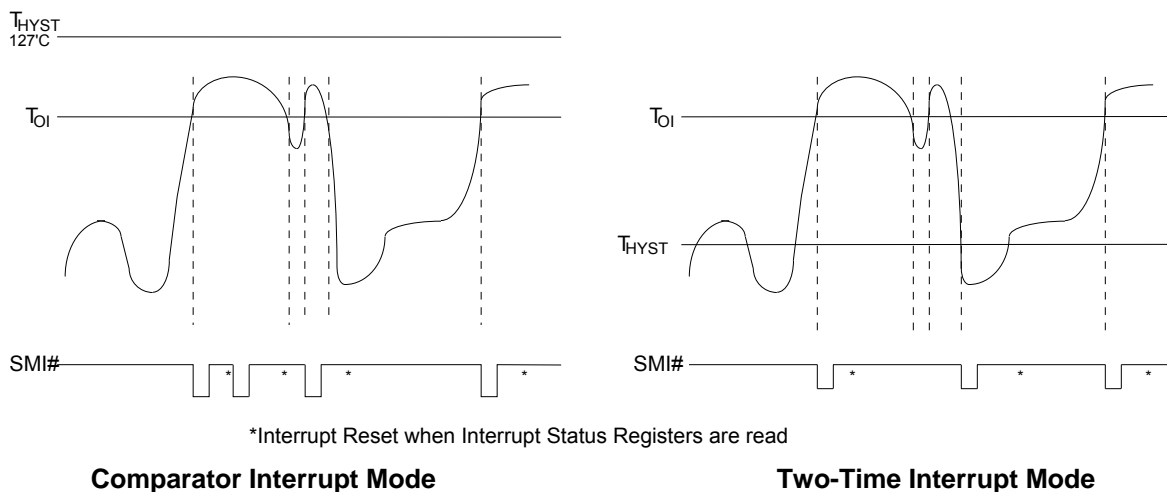 THYST
127'C
TOI
SMI#
* * * *
TOI
THYST
SMI#
* * *
*Interrupt Reset when Interrupt Status Registers are read
Comparator Interrupt Mode
Two-Time Interrupt Mode